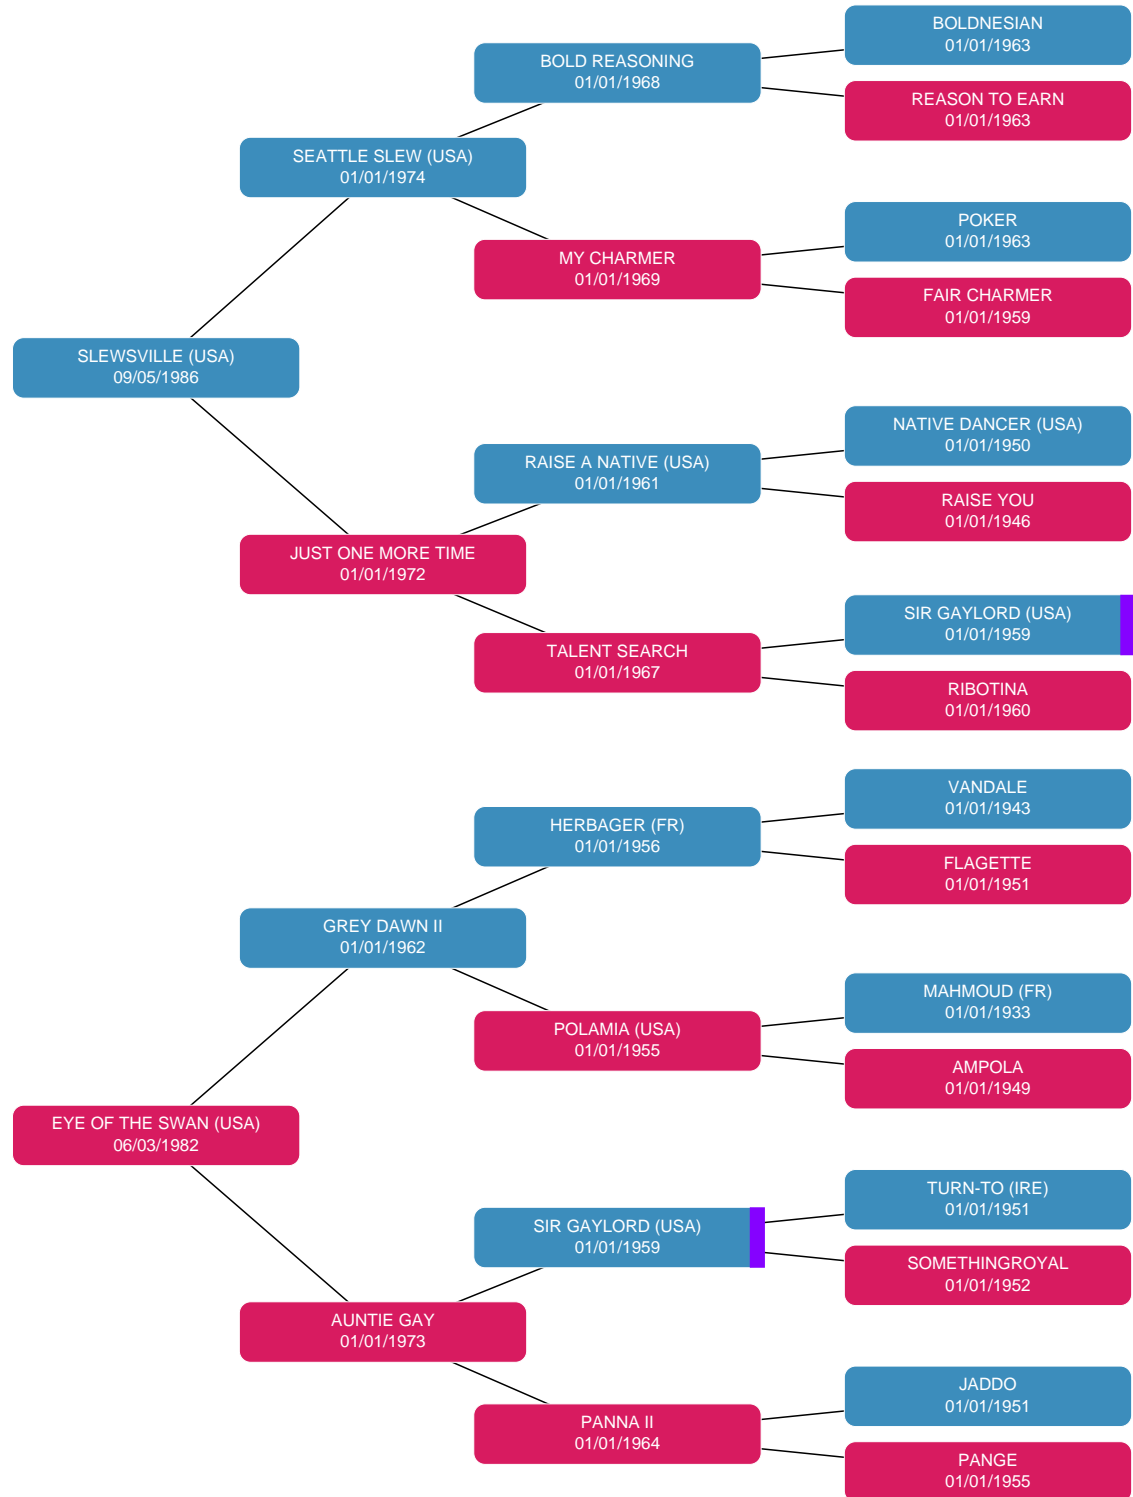 BOLDNESIAN
01/01/1963
BOLD REASONING
01/01/1968
REASON TO EARN
01/01/1963
SEATTLE SLEW (USA)
01/01/1974
POKER
01/01/1963
MY CHARMER
01/01/1969
FAIR CHARMER
01/01/1959
SLEWSVILLE (USA)
09/05/1986
NATIVE DANCER (USA)
01/01/1950
RAISE A NATIVE (USA)
01/01/1961
RAISE YOU
01/01/1946
JUST ONE MORE TIME
01/01/1972
SIR GAYLORD (USA)
01/01/1959
TALENT SEARCH
01/01/1967
RIBOTINA
01/01/1960
VANDALE
01/01/1943
HERBAGER (FR)
01/01/1956
FLAGETTE
01/01/1951
GREY DAWN II
01/01/1962
MAHMOUD (FR)
01/01/1933
POLAMIA (USA)
01/01/1955
AMPOLA
01/01/1949
EYE OF THE SWAN (USA)
06/03/1982
TURN-TO (IRE)
01/01/1951
SIR GAYLORD (USA)
01/01/1959
SOMETHINGROYAL
01/01/1952
AUNTIE GAY
01/01/1973
JADDO
01/01/1951
PANNA II
01/01/1964
PANGE
01/01/1955